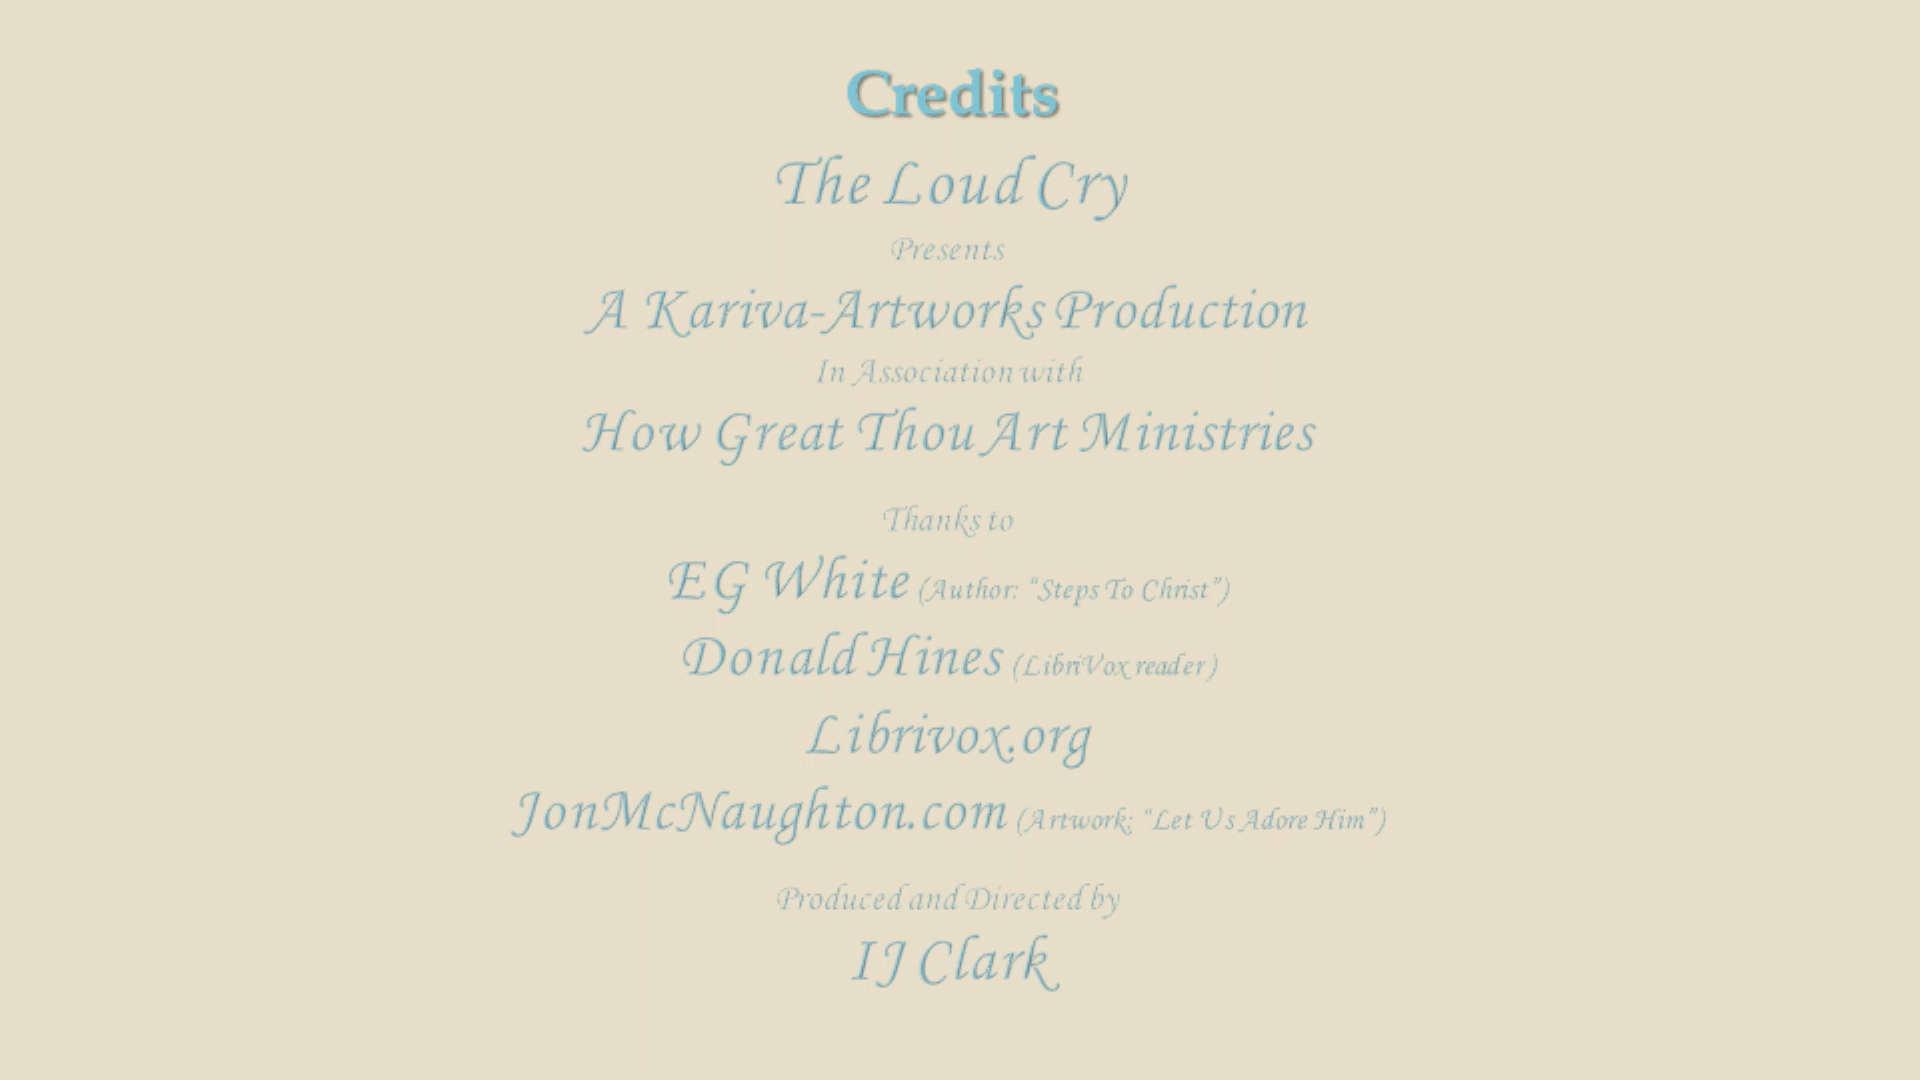 Credits
The Loud Cry
Presents
A Kariva-Artworks Production
In Association with
How Great Thou Art Ministries
Thanks to
EG White (Author: “Steps To Christ”)
Donald Hines (LibriVox reader)
Librivox.org
JonMcNaughton.com (Artwork: “Let Us Adore Him”)
Produced and Directed by
IJ Clark